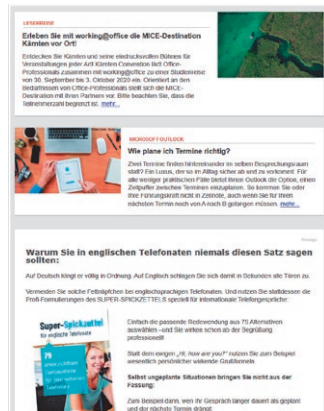 LESERREISE
Erleben Sie mit working@office die MICE-Destination
Kärnten vor Ort!
Entdecken Sie Kärnten und seine eindrucksvollen Bühnen für
Veranstaltungen jeder Art! Kärnten Convention lädt Office-
Professionals zusammen mit working@office zu einer Studienreise
von 30. September bis 3. Oktober 2020 ein. Orientiert an den
Bedürfnissen von Office-Professionals stellt sich die MICE-
Destination mit ihren Partnern vor. Bitte beachten Sie, dass die
Teilnehmerzahl begrenzt ist. mehr...
MICROSOFT OUTLOOK
Wie plane ich Termine richtig?
Zwei Termine finden hintereinander im selben Besprechungsraum
statt? Ein Luxus, der so im Alltag sicher ab und zu vorkommt. Für
alle weniger praktischen Fälle bietet Ihnen Outlook die Option, einen
Zeitpuffer zwischen Terminen einzuplanen. So kommen Sie oder
Ihre Führungskraft nicht in Zeitnöte, auch wenn Sie für Ihren
nächsten Termin noch von A nach B gelangen müssen. mehr...
Anzeige
Warum Sie in englischen Telefonaten niemals diesen Satz sagen
sollten:
Auf Deutsch klingt er völlig in Ordnung. Auf Englisch schlagen Sie sich damit in Sekunden alle Türen zu.
Vermeiden Sie solche Fettnäpfchen bei englischsprachigen Telefonaten. Und nutzen Sie stattdessen die
Profi-Formulierungen des SUPER-SPICKZETTELS speziell für internationale Telefongespräche:
Super-Spickzettel
für englische Telefonate
79
Einfach die passende Redewendung aus 79 Alternativen
auswählen – und Sie wirken schon ab der Begrüßung
professionell!
Statt dem ewigen „Hi, how are you?“ nutzen Sie zum Beispiel
wesentlich persönlicher wirkende Grußformeln.
Selbst ungeplante Situationen bringen Sie nicht aus der
Fassung:
Zum Beispiel dann, wenn Ihr Gespräch länger dauert als geplant
und der nächste Termin drängt.